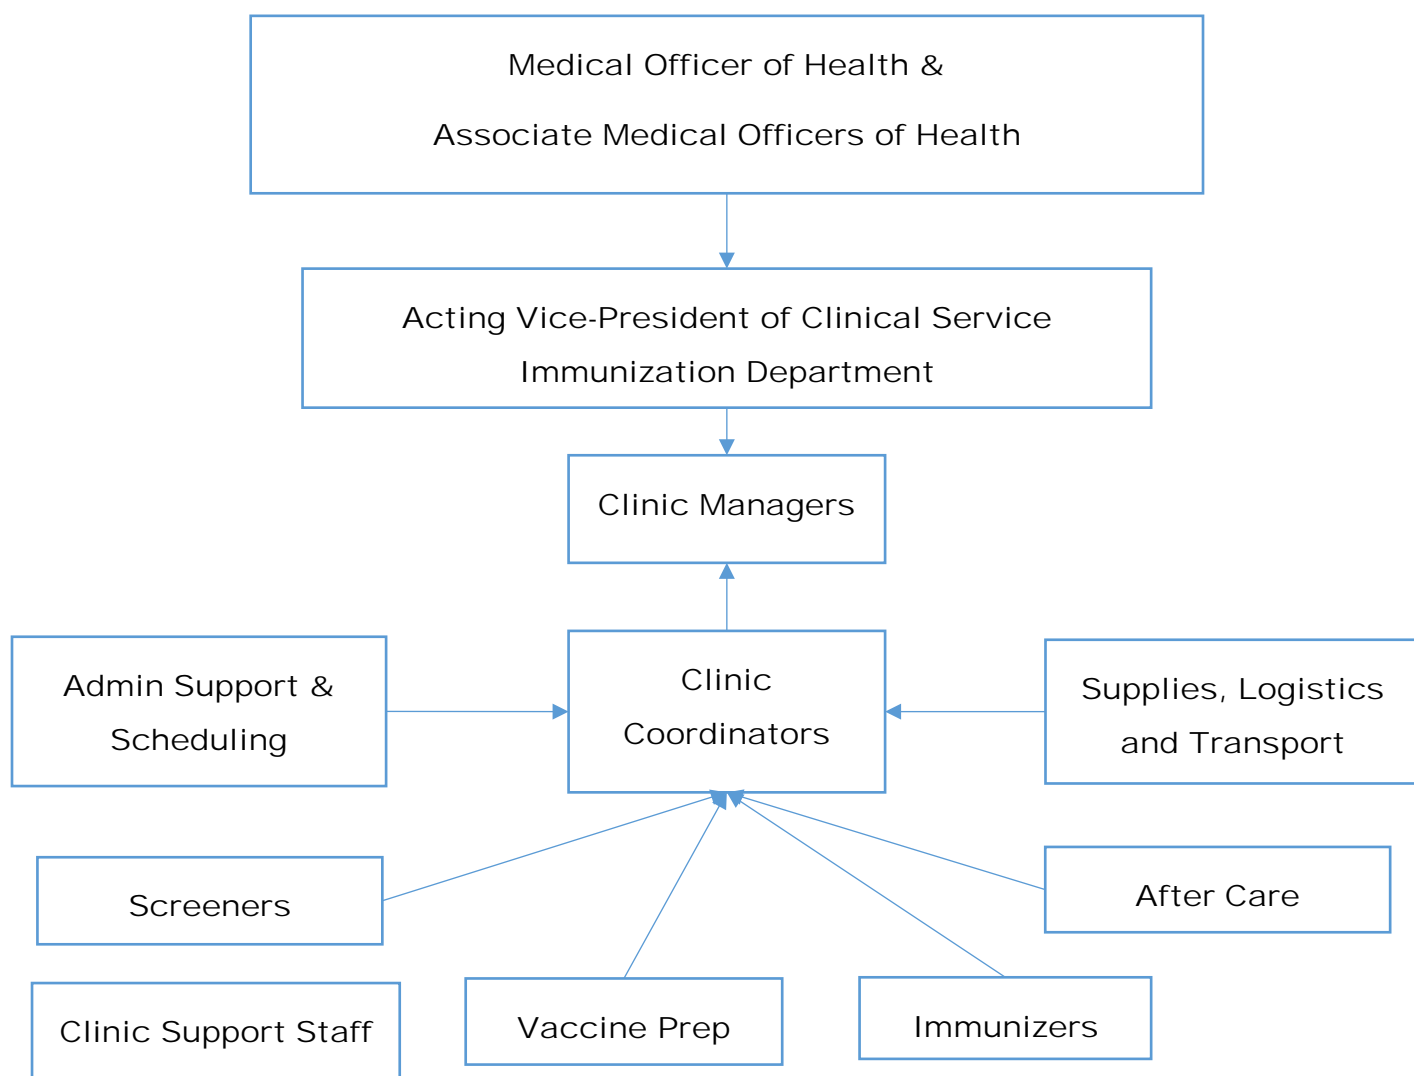 Medical Officer of Health &
Associate Medical Officers of Health
Acting Vice-President of Clinical Service
Immunization Department
Clinic Managers
Admin Support &
Scheduling
Clinic
Coordinators
Supplies, Logistics
and Transport
Screeners
After Care
Clinic Support Staff
Vaccine Prep
Immunizers